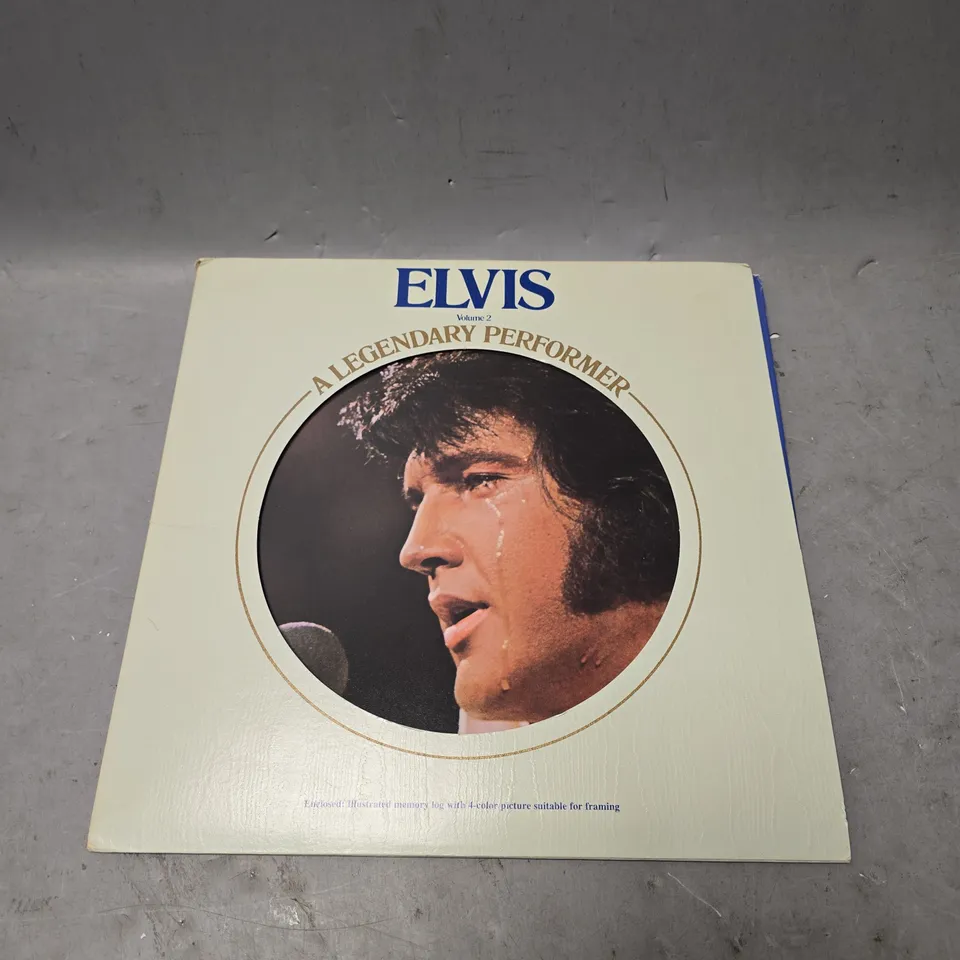 ELVIS
Volume 2
A LEGENDARY PERFORMER
Enclosed: Illustrated memory log with 4-color picture suitable for framing